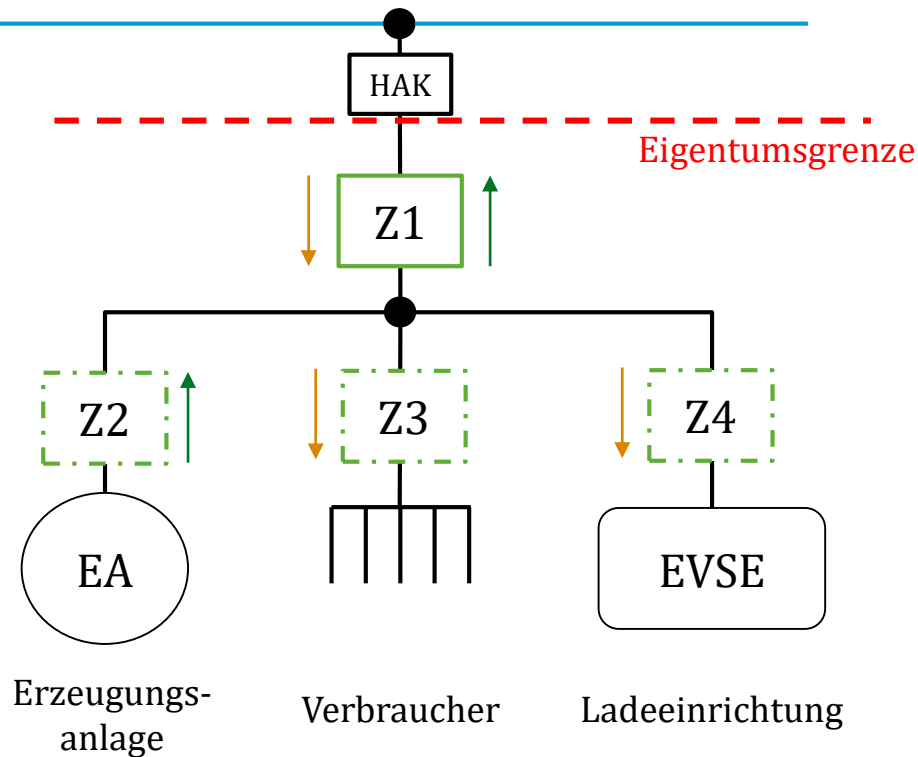 HAK
Eigentumsgrenze
Z1
Z2
Z3
Z4
EA
EVSE
Erzeugungs-
anlage
Verbraucher
Ladeeinrichtung